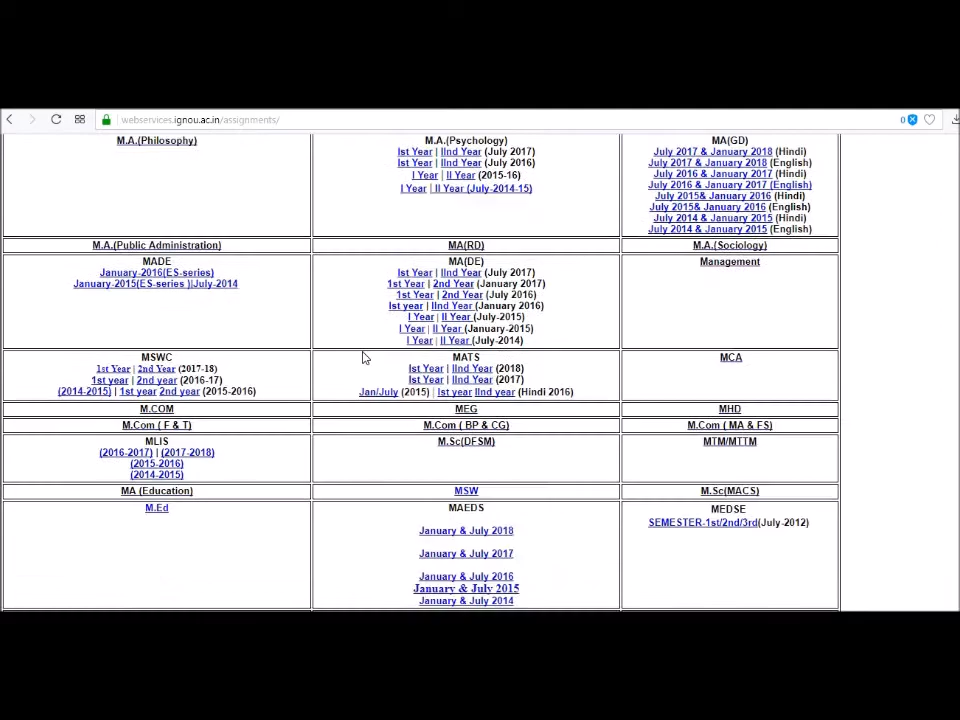 webservices.ignou.ac.in/assignments/
0
M.A.(Philosophy)
M.A.(Psychology)
Ist Year | IInd Year (July 2017)
Ist Year | IInd Year (July 2016)
I Year | II Year (2015-16)
I Year | II Year (July-2014-15)
MA(GD)
July 2017 & January 2018 (Hindi)
July 2017 & January 2018 (English)
July 2016 & January 2017 (Hindi)
July 2016 & January 2017 (English)
July 2015& January 2016 (Hindi)
July 2015& January 2016 (English)
July 2014 & January 2015 (Hindi)
July 2014 & January 2015 (English)
M.A.(Public Administration)
MA(RD)
M.A.(Sociology)
MADE
January-2016(ES-series)
January-2015(ES-series )|July-2014
MA(DE)
Ist Year | IInd Year (July 2017)
1st Year | 2nd Year (January 2017)
1st Year | 2nd Year (July 2016)
Ist year | IInd Year (January 2016)
I Year | II Year (July-2015)
I Year | II Year (January-2015)
I Year | II Year (July-2014)
Management
MSWC
1st Year | 2nd Year (2017-18)
1st year | 2nd year (2016-17)
(2014-2015) | 1st year 2nd year (2015-2016)
MATS
Ist Year | IInd Year (2018)
Ist Year | IInd Year (2017)
Jan/July (2015) | Ist year IInd year (Hindi 2016)
MCA
M.COM
MEG
MHD
M.Com ( F & T)
M.Com ( BP & CG)
M.Com ( MA & FS)
MLIS
(2016-2017) | (2017-2018)
(2015-2016)
(2014-2015)
M.Sc(DFSM)
MTM/MTTM
MA (Education)
MSW
M.Sc(MACS)
M.Ed
MAEDS
January & July 2018
January & July 2017
January & July 2016
January & July 2015
January & July 2014
MEDSE
SEMESTER-1st/2nd/3rd(July-2012)